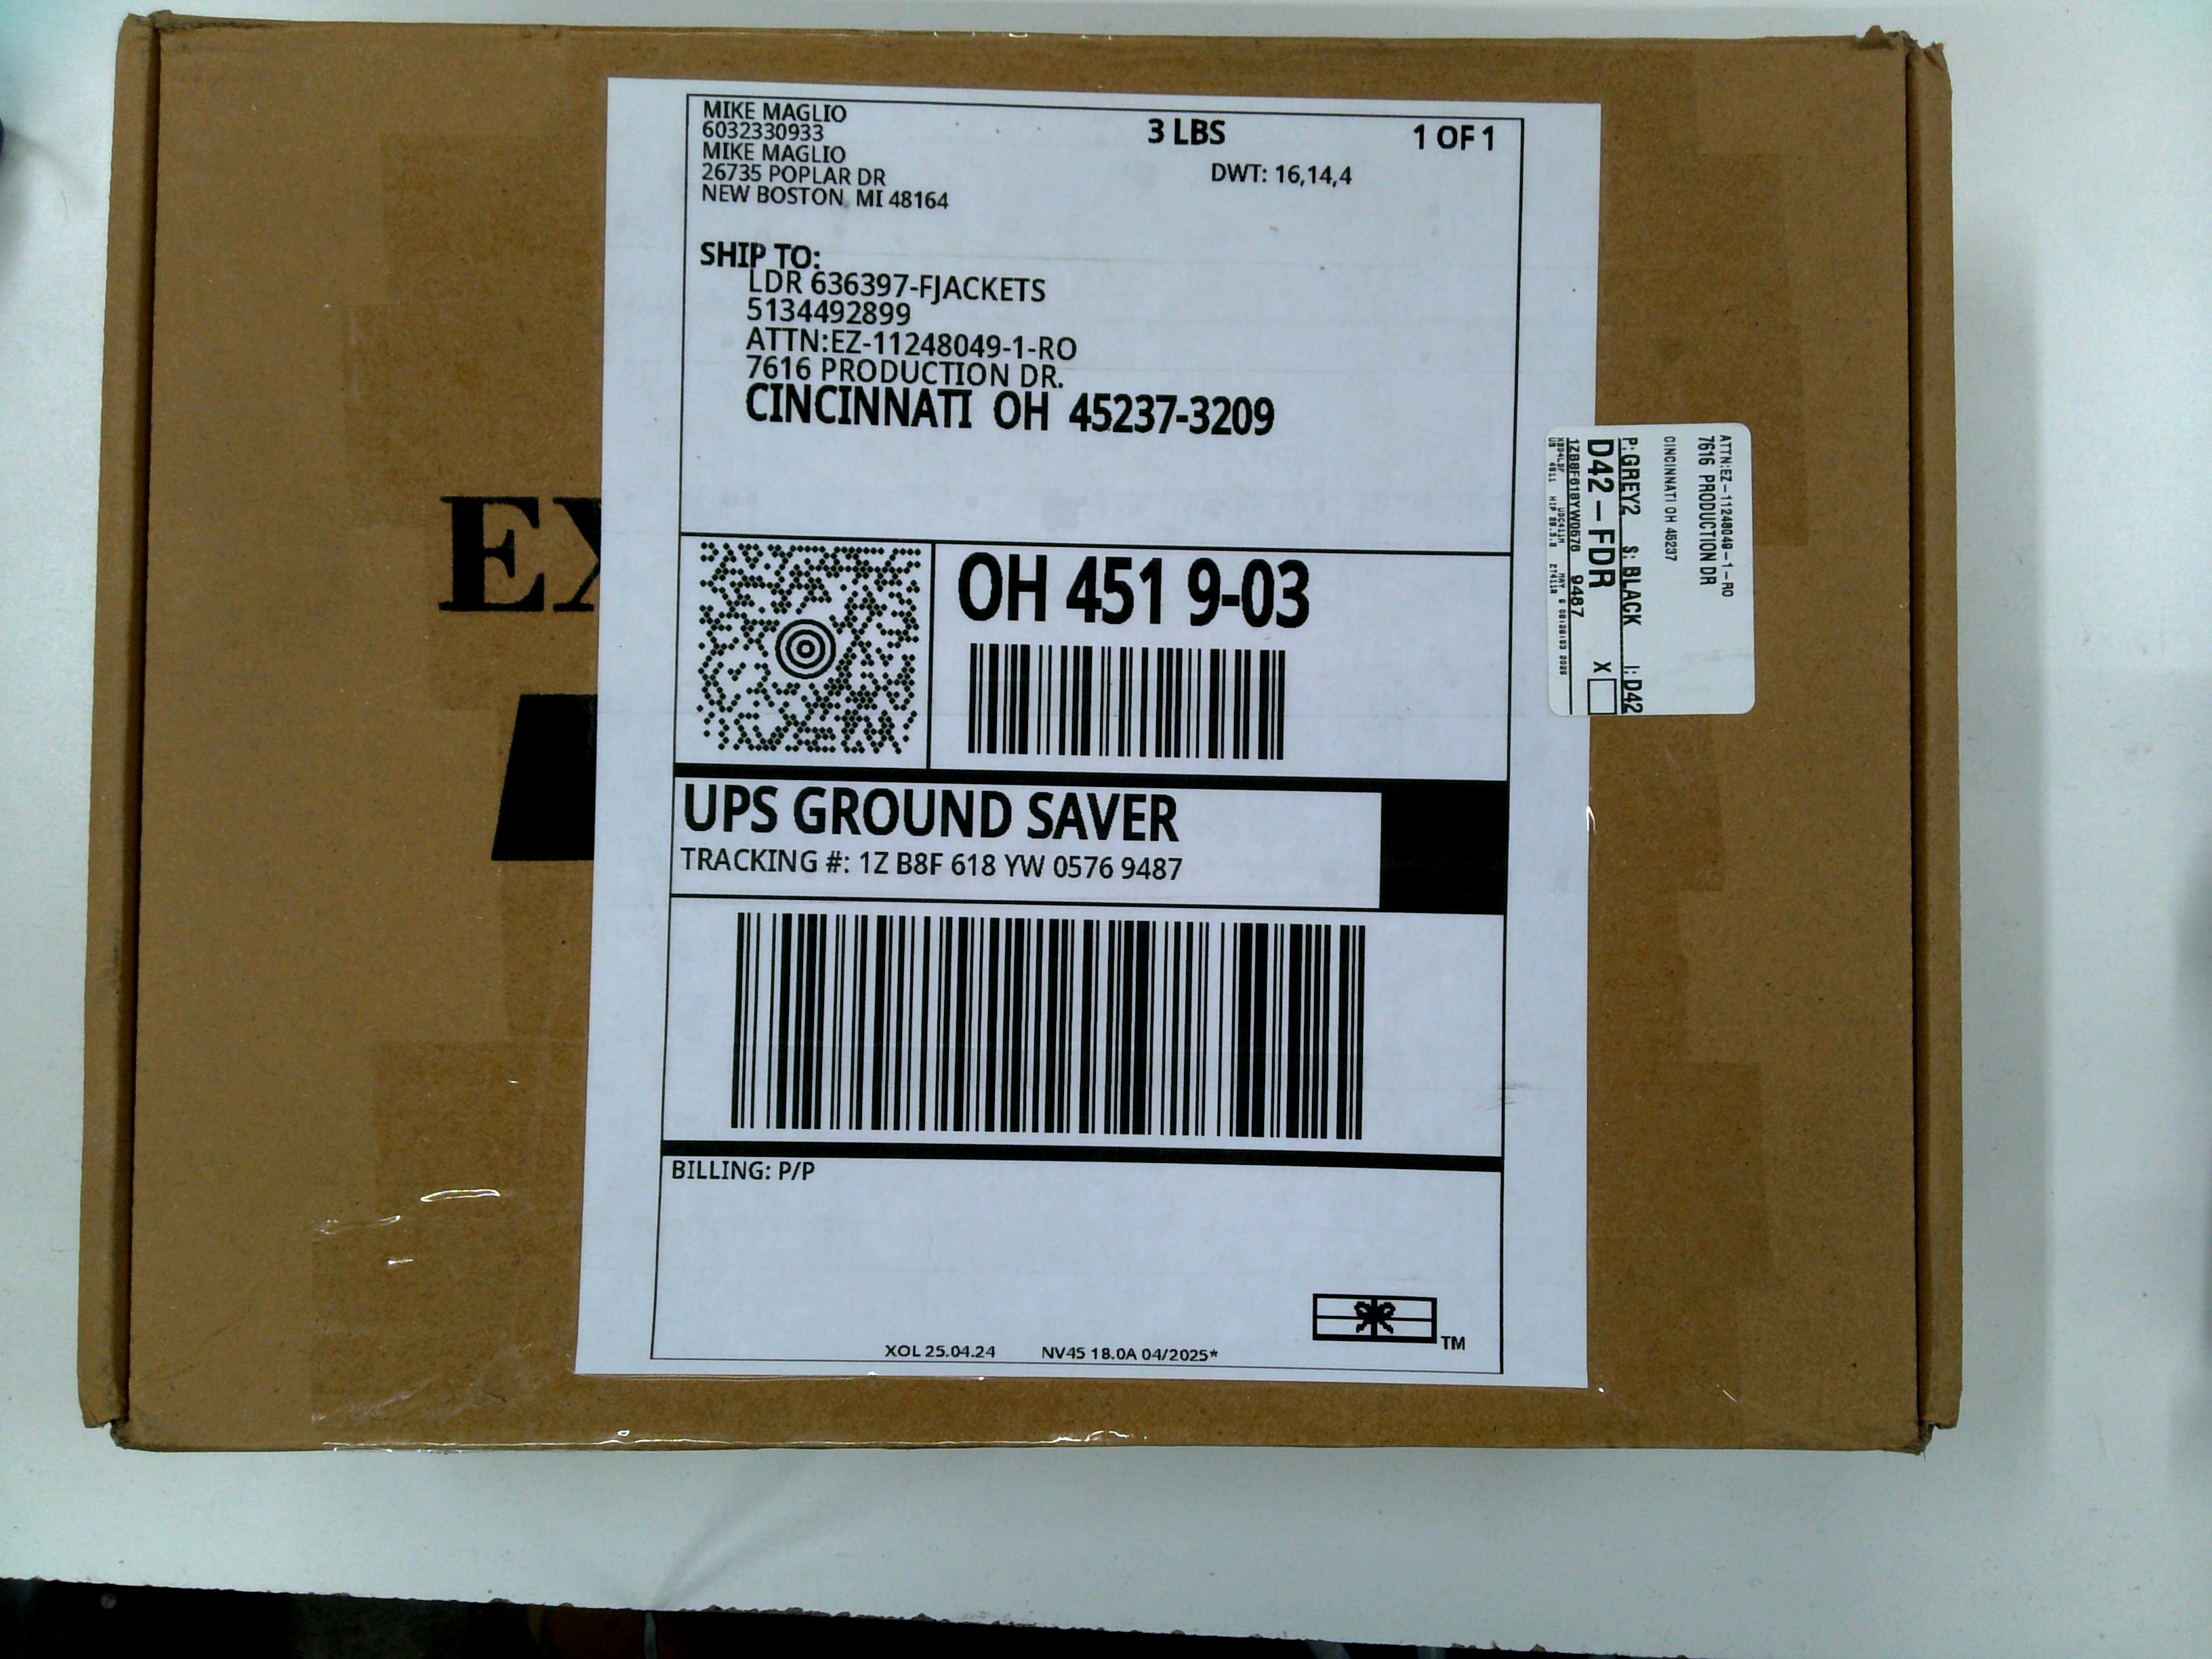 MIKE MAGLIO
6032330933
MIKE MAGLIO
26735 POPLAR DR
NEW BOSTON MI 48164
3 LBS
1 OF 1
DWT: 16,14,4
SHIP TO:
LDR 636397-FJACKETS
5134492899
ATTN:EZ-11248049-1-RO
7616 PRODUCTION DR.
CINCINNATI OH 45237-3209
EX
OH 451 9-03
UPS GROUND SAVER
TRACKING #: 1Z B8F 618 YW 0576 9487
BILLING: P/P
XOL 25.04.24 NV45 18.0A 04/2025*
TM
ATTN:EZ-11248049-1-RO
7616 PRODUCTION DR
CINCINNATI OH 45237
P: GREY2 S: BLACK I: D42
D42-FDR X
1ZB8F618YW0576 9487